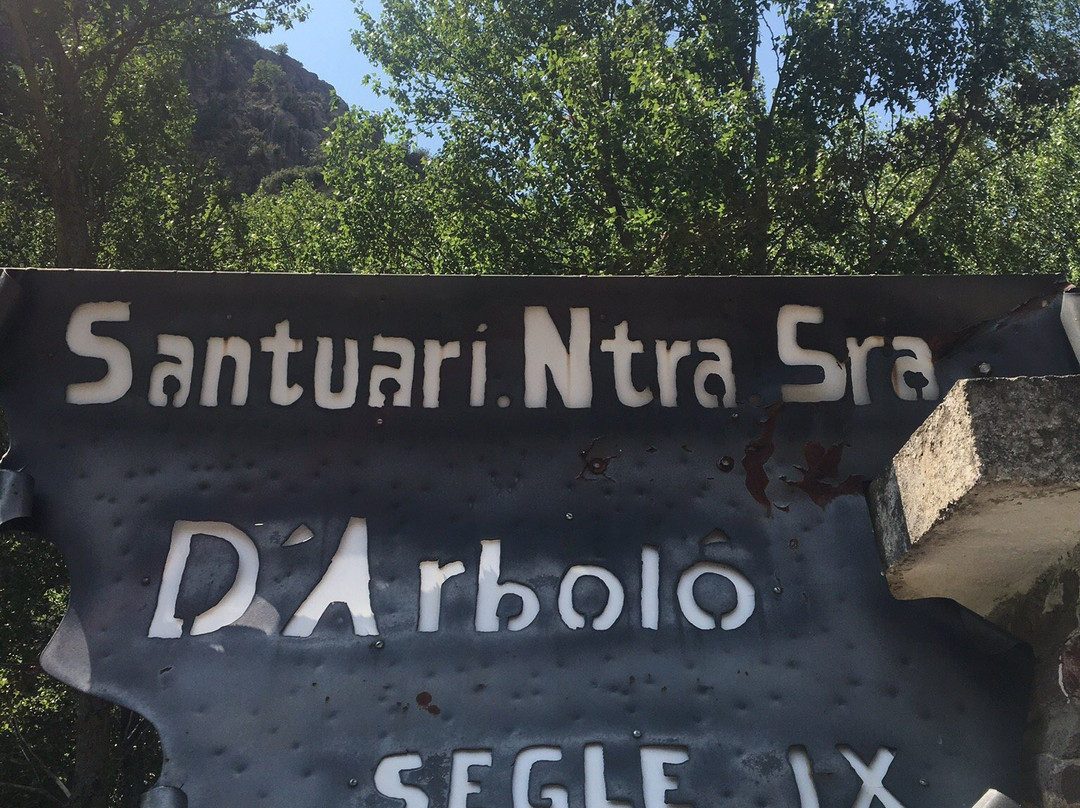 Santuari. Ntra Sra
D'Arboló
SEGLE IX